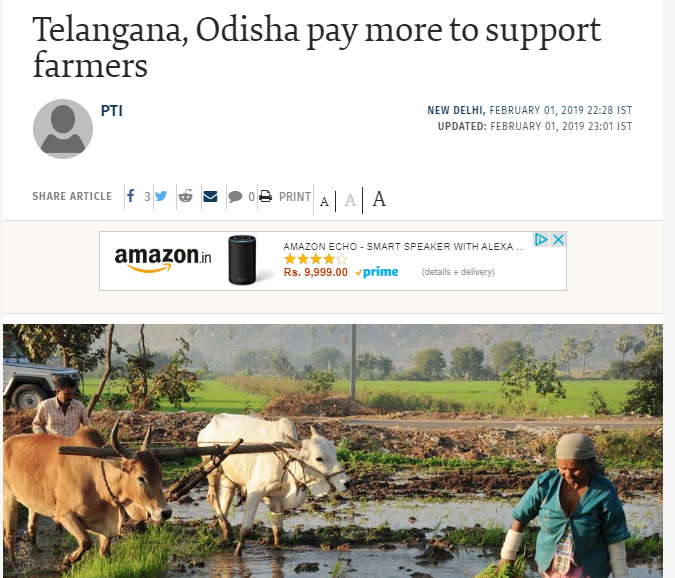 Telangana, Odisha pay more to support
farmers
PTI
NEW DELHI, FEBRUARY 01, 2019 22:28 IST
UPDATED: FEBRUARY 01, 2019 23:01 IST
SHARE ARTICLE f 3 0 PRINT A A A
amazon.in
AMAZON ECHO - SMART SPEAKER WITH ALEXA ...
Rs. 9,999.00 prime (details + delivery)